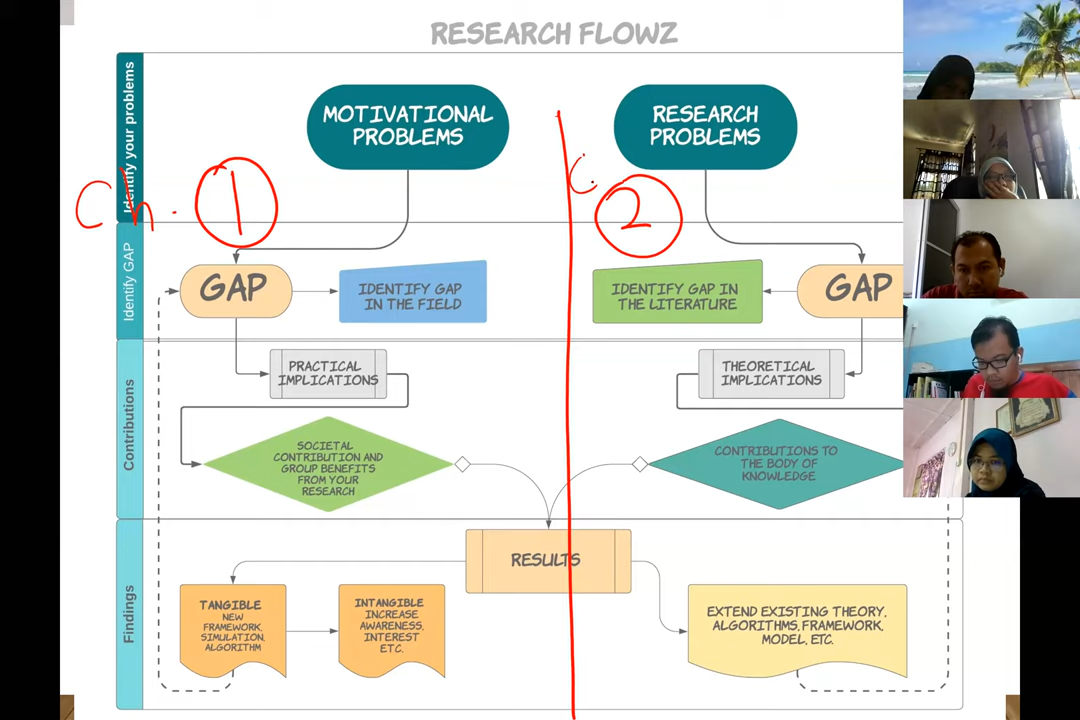 RESEARCH FLOWZ
Identify your problems
MOTIVATIONAL
PROBLEMS
RESEARCH
PROBLEMS
Ch. 1
C. 2
Identify GAP
GAP
IDENTIFY GAP
IN THE FIELD
IDENTIFY GAP IN
THE LITERATURE
GAP
Contributions
PRACTICAL
IMPLICATIONS
THEORETICAL
IMPLICATIONS
SOCIETAL
CONTRIBUTION AND
GROUP BENEFITS
FROM YOUR
RESEARCH
CONTRIBUTIONS TO
THE BODY OF
KNOWLEDGE
Findings
RESULTS
TANGIBLE
NEW
FRAMEWORK,
SIMULATION,
ALGORITHM
INTANGIBLE
INCREASE
AWARENESS,
INTEREST
ETC.
EXTEND EXISTING THEORY,
ALGORITHMS, FRAMEWORK,
MODEL, ETC.